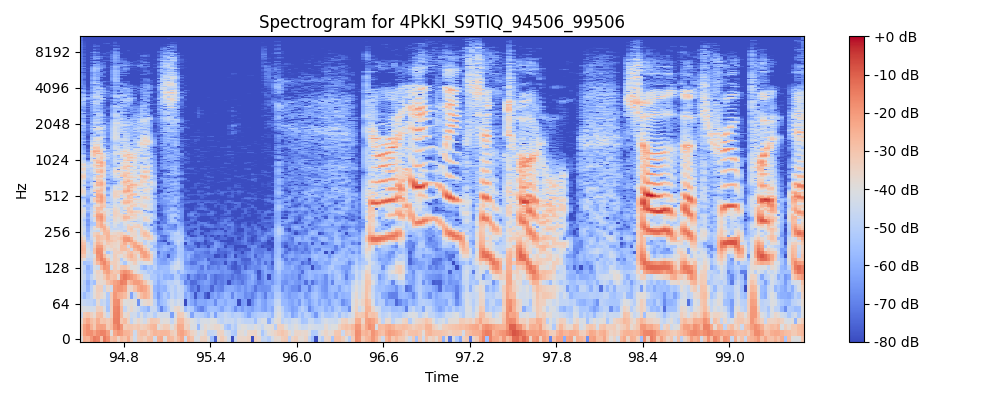 Spectrogram for 4PkKI_S9TIQ_94506_99506
Hz
8192
4096
2048
1024
512
256
128
64
0
94.8 95.4 96.0 96.6 97.2 97.8 98.4 99.0
Time
+0 dB
-10 dB
-20 dB
-30 dB
-40 dB
-50 dB
-60 dB
-70 dB
-80 dB